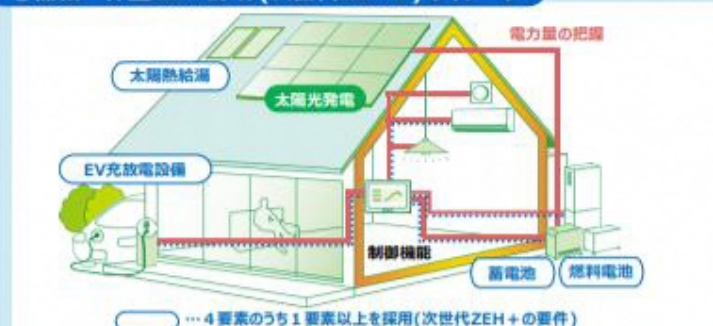 電力量の把握
太陽熱給湯
太陽光発電
EV充放電設備
制御機能
蓄電池
燃料電池
…4要素のうち1要素以上を採用(次世代ZEH+の要件)